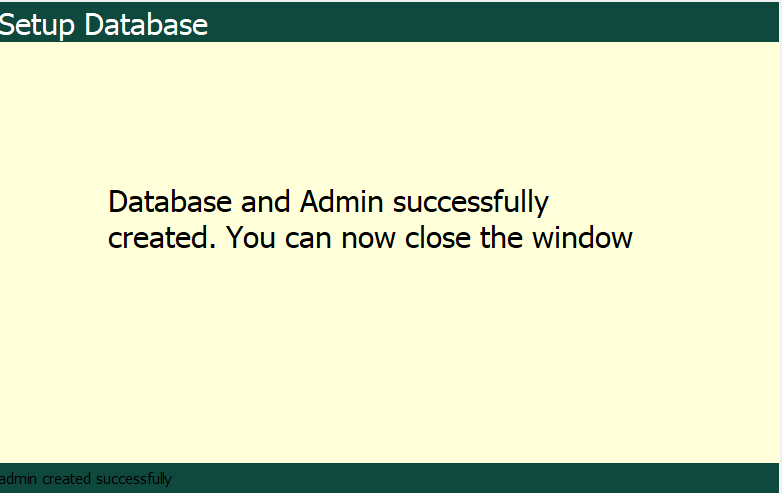 Setup Database
Database and Admin successfully
created. You can now close the window
admin created successfully